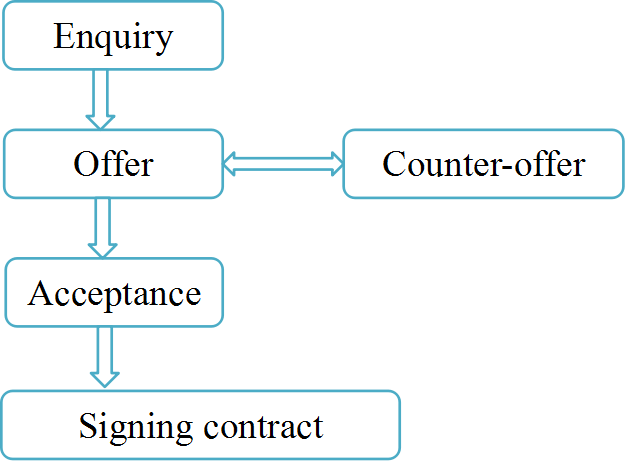 Enquiry
Offer
Counter-offer
Acceptance
Signing contract